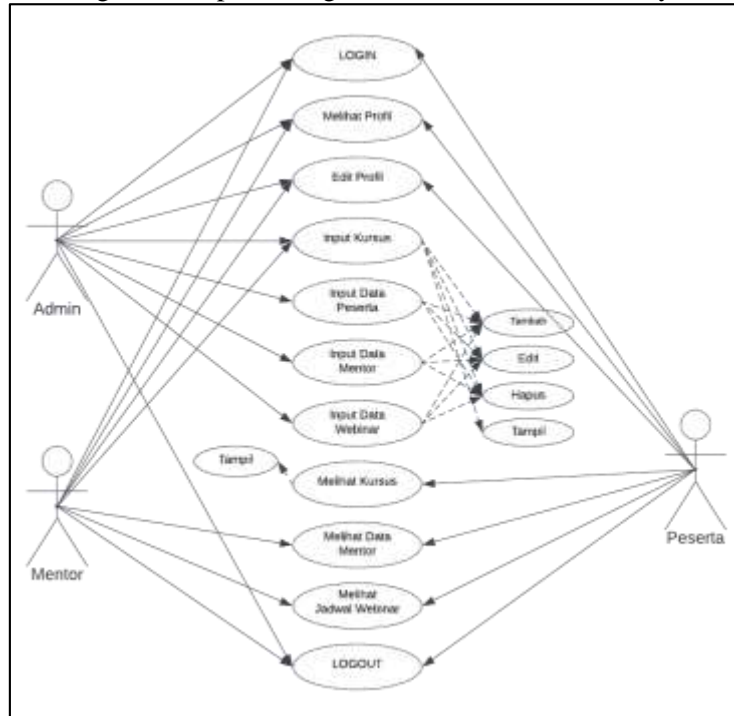 LOGIN
Melihat Profil
Edit Profil
Input Kursus
Input Data
Peserta
Input Data
Mentor
Input Data
Webinar
Melihat Kursus
Melihat Data
Mentor
Melihat
Jadwal Webinar
LOGOUT
Tambah
Edit
Hapus
Tampil
Tampil
Admin
Mentor
Peserta